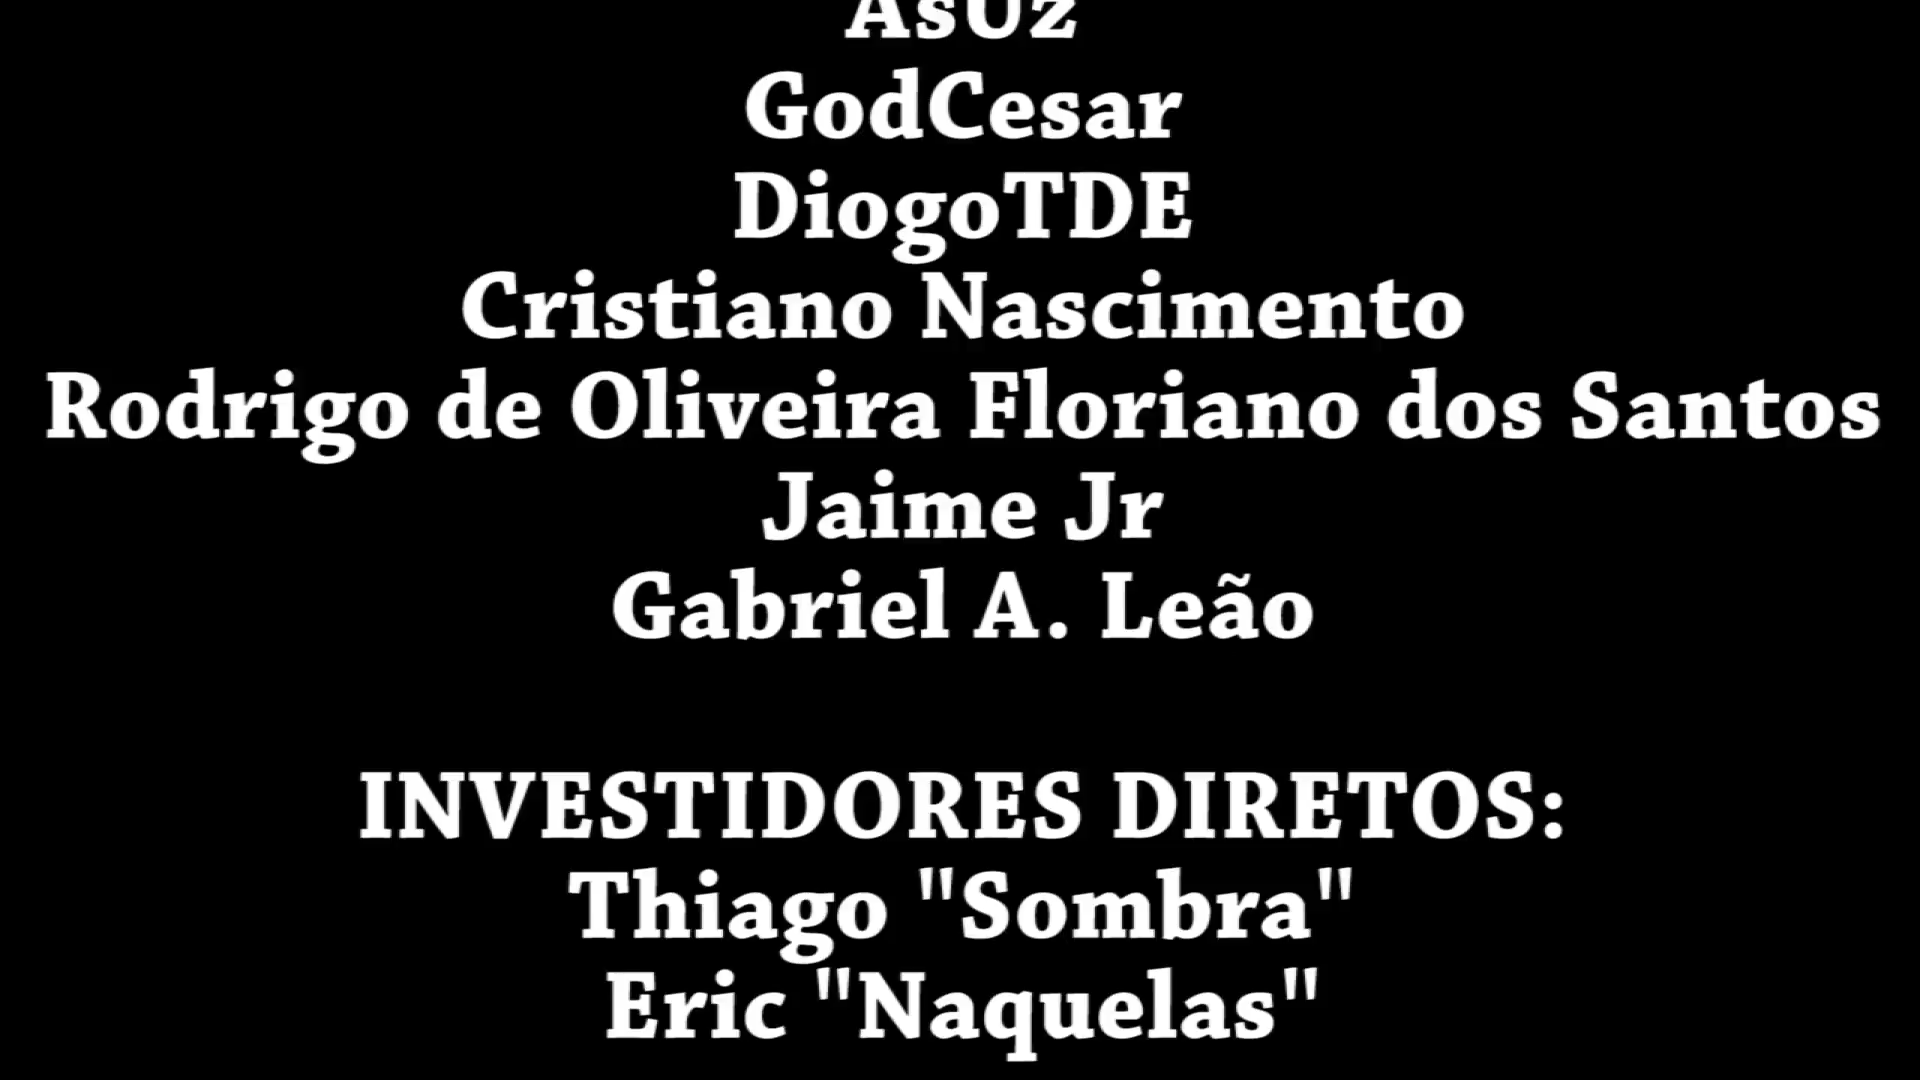 AsUz
GodCesar
DiogoTDE
Cristiano Nascimento
Rodrigo de Oliveira Floriano dos Santos
Jaime Jr
Gabriel A. Leão
INVESTIDORES DIRETOS:
Thiago "Sombra"
Eric "Naquelas"